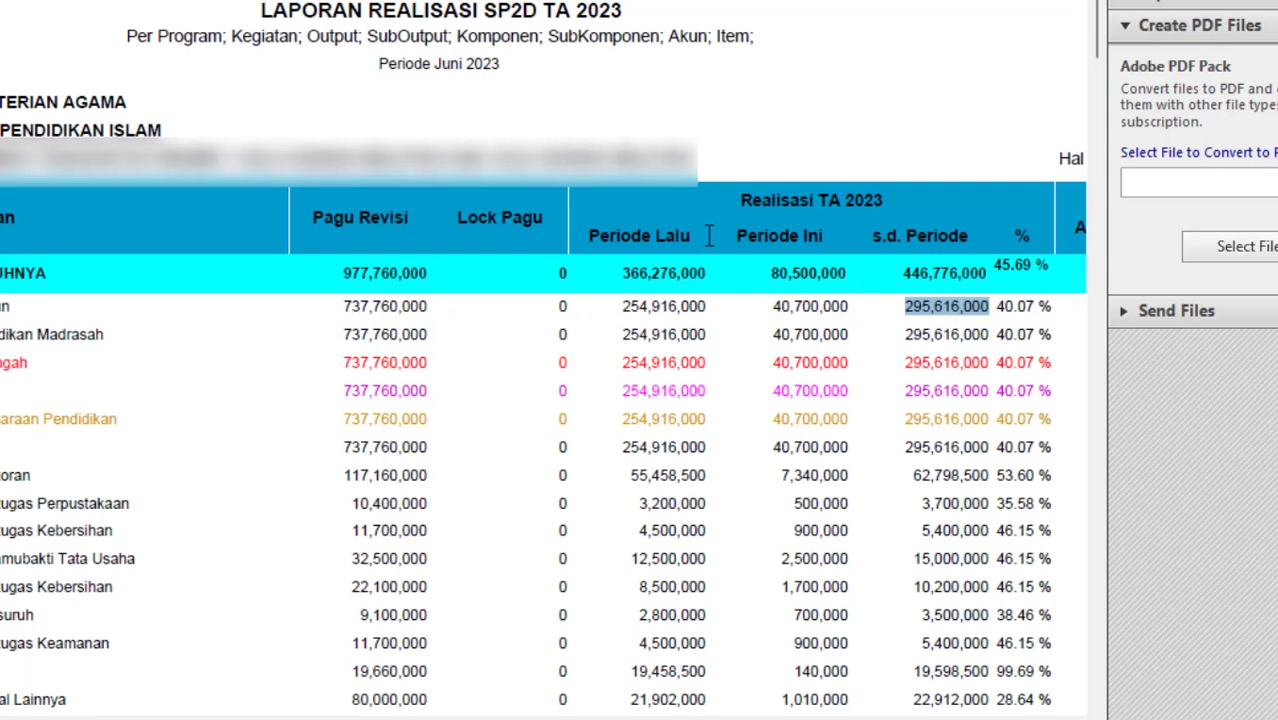 LAPORAN REALISASI SP2D TA 2023
Per Program; Kegiatan; Output; SubOutput; Komponen; SubKomponen; Akun; Item;
Periode Juni 2023
TERIAN AGAMA
PENDIDIKAN ISLAM
Hal
an Pagu Revisi Lock Pagu Realisasi TA 2023 A
Periode Lalu Periode Ini s.d. Periode %
UHNYA 977,760,000 0 366,276,000 80,500,000 446,776,000 45.69 %
un 737,760,000 0 254,916,000 40,700,000 295,616,000 40.07 %
dikan Madrasah 737,760,000 0 254,916,000 40,700,000 295,616,000 40.07 %
ngah 737,760,000 0 254,916,000 40,700,000 295,616,000 40.07 %
737,760,000 0 254,916,000 40,700,000 295,616,000 40.07 %
araan Pendidikan 737,760,000 0 254,916,000 40,700,000 295,616,000 40.07 %
737,760,000 0 254,916,000 40,700,000 295,616,000 40.07 %
oran 117,160,000 0 55,458,500 7,340,000 62,798,500 53.60 %
tugas Perpustakaan 10,400,000 0 3,200,000 500,000 3,700,000 35.58 %
tugas Kebersihan 11,700,000 0 4,500,000 900,000 5,400,000 46.15 %
amubakti Tata Usaha 32,500,000 0 12,500,000 2,500,000 15,000,000 46.15 %
tugas Kebersihan 22,100,000 0 8,500,000 1,700,000 10,200,000 46.15 %
suruh 9,100,000 0 2,800,000 700,000 3,500,000 38.46 %
tugas Keamanan 11,700,000 0 4,500,000 900,000 5,400,000 46.15 %
19,660,000 0 19,458,500 140,000 19,598,500 99.69 %
al Lainnya 80,000,000 0 21,902,000 1,010,000 22,912,000 28.64 %
Create PDF Files
Adobe PDF Pack
Convert files to PDF and
them with other file types
subscription.
Select File to Convert to P
Select File
Send Files